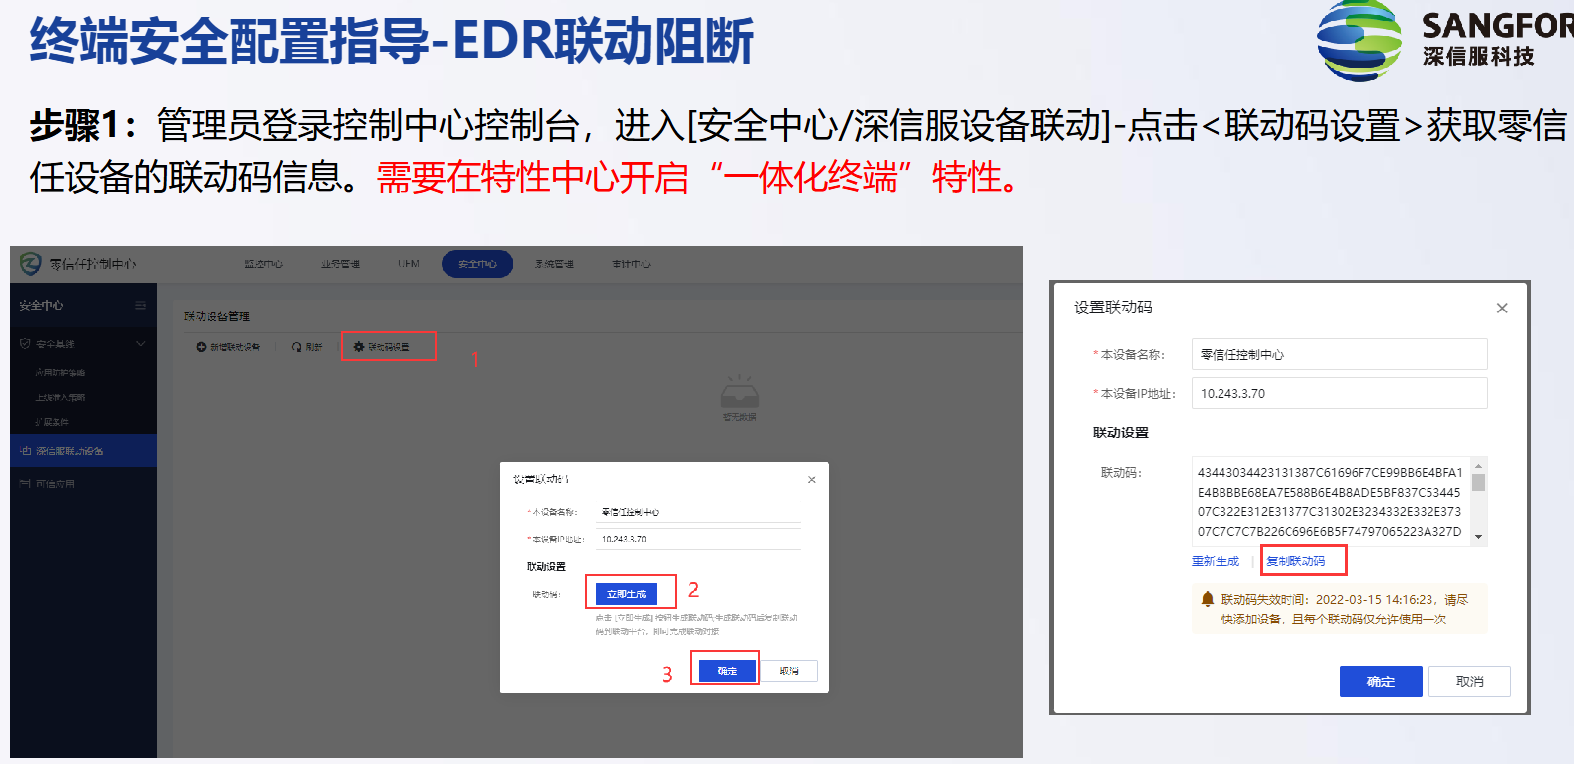 终端安全配置指导-EDR联动阻断
SANGFOR
深信服科技
步骤1：管理员登录控制中心控制台，进入[安全中心/深信服设备联动]-点击<联动码设置>获取零信
任设备的联动码信息。需要在特性中心开启“一体化终端”特性。
零信任控制中心
监控中心 业务管理 UEM 安全中心 系统管理 审计中心
安全中心
联动设备管理
安全基线
新增联动设备 刷新 联动码设置 1
应用防护策略
上线准入策略
扩展条件
深信服联动设备
可信应用
暂无数据
设置联动码
*本设备名称： 零信任控制中心
*本设备IP地址： 10.243.3.70
联动设置
联动码： 立即生成 2
点击 [立即生成] 按钮生成联动码,生成联动码后复制联动
码到联动平台，即可完成联动对接
3 确定 取消
设置联动码
*本设备名称： 零信任控制中心
*本设备IP地址： 10.243.3.70
联动设置
联动码： 43443034423131387C61696F7CE99BB6E4BFA1
E4BBBBE68EA7E588B6E4B8ADE5BF837C53445
07C322E312E31377C31302E3234332E332E373
07C7C7C7B226C696E6B5F74797065223A327D
重新生成 复制联动码
联动码失效时间：2022-03-15 14:16:23，请尽
快添加设备，且每个联动码仅允许使用一次
确定 取消